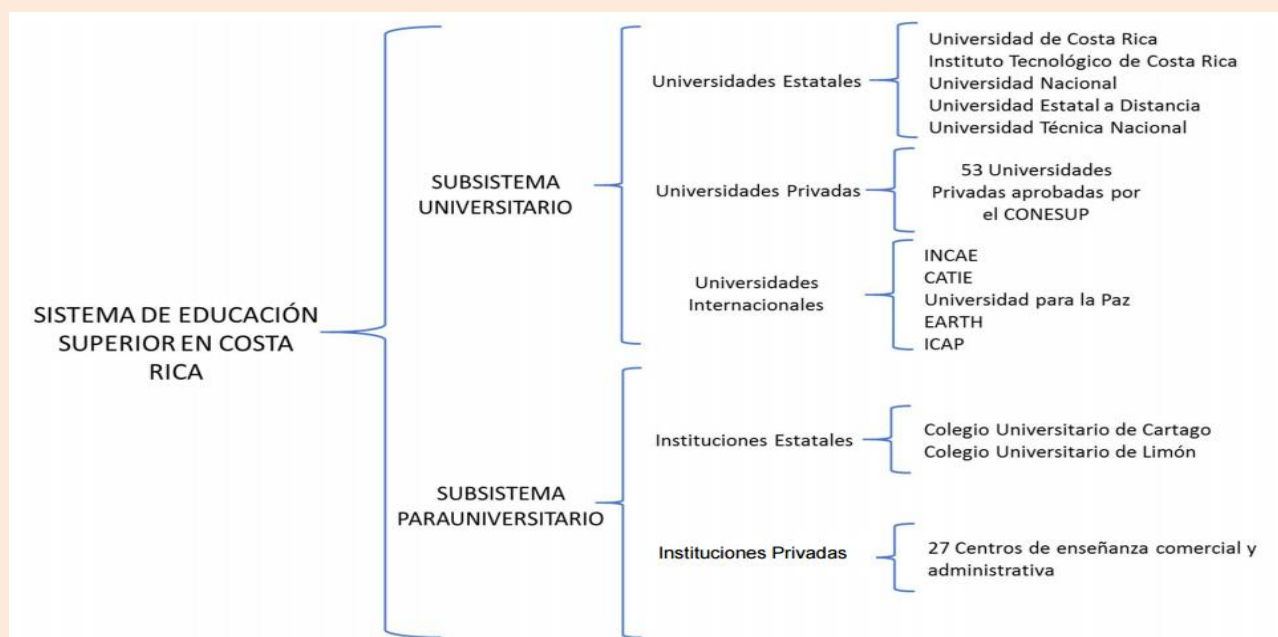 SISTEMA DE EDUCACIÓN
SUPERIOR EN COSTA
RICA
SUBSISTEMA
UNIVERSITARIO
Universidades Estatales
Universidad de Costa Rica
Instituto Tecnológico de Costa Rica
Universidad Nacional
Universidad Estatal a Distancia
Universidad Técnica Nacional
Universidades Privadas
53 Universidades
Privadas aprobadas por
el CONESUP
Universidades
Internacionales
INCAE
CATIE
Universidad para la Paz
EARTH
ICAP
SUBSISTEMA
PARAUNIVERSITARIO
Instituciones Estatales
Colegio Universitario de Cartago
Colegio Universitario de Limón
Instituciones Privadas
27 Centros de enseñanza comercial y
administrativa